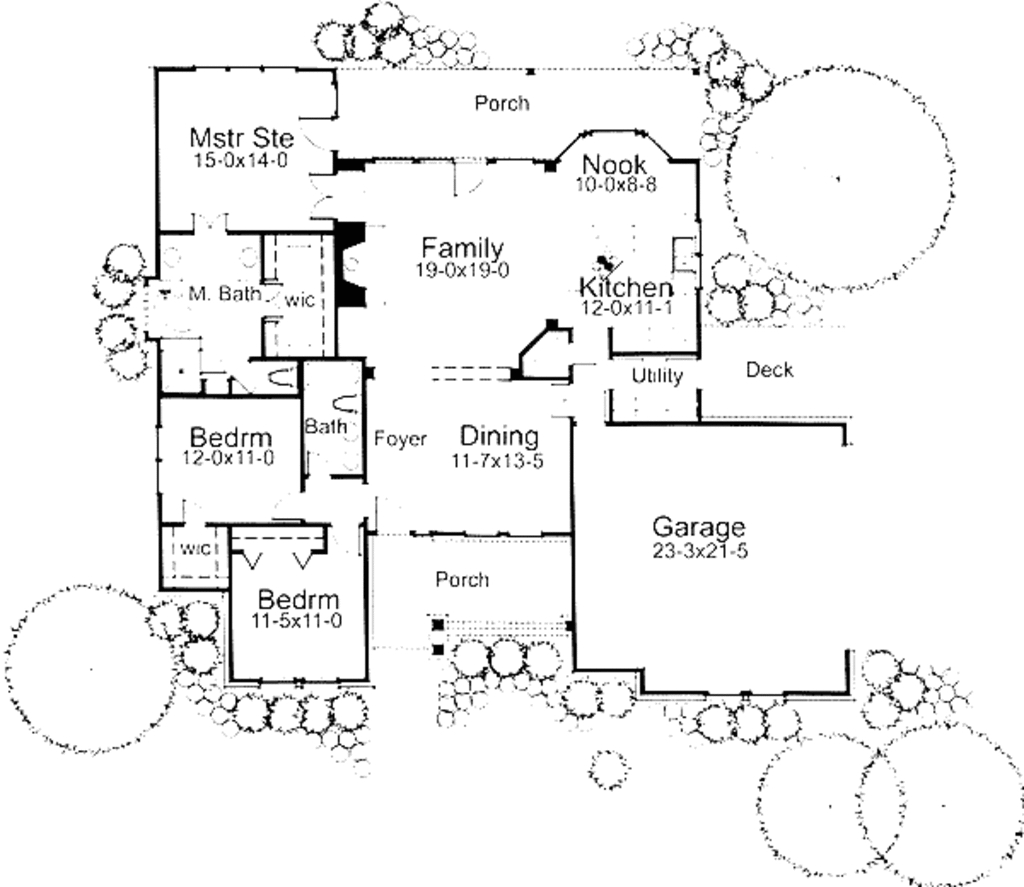 Porch
Mstr Ste
15-0x14-0
Nook
10-0x8-8
Family
19-0x19-0
Kitchen
12-0x11-1
M. Bath
wic
Utility
Deck
Bedrm
12-0x11-0
Bath
Foyer
Dining
11-7x13-5
Garage
23-3x21-5
wic
Porch
Bedrm
11-5x11-0